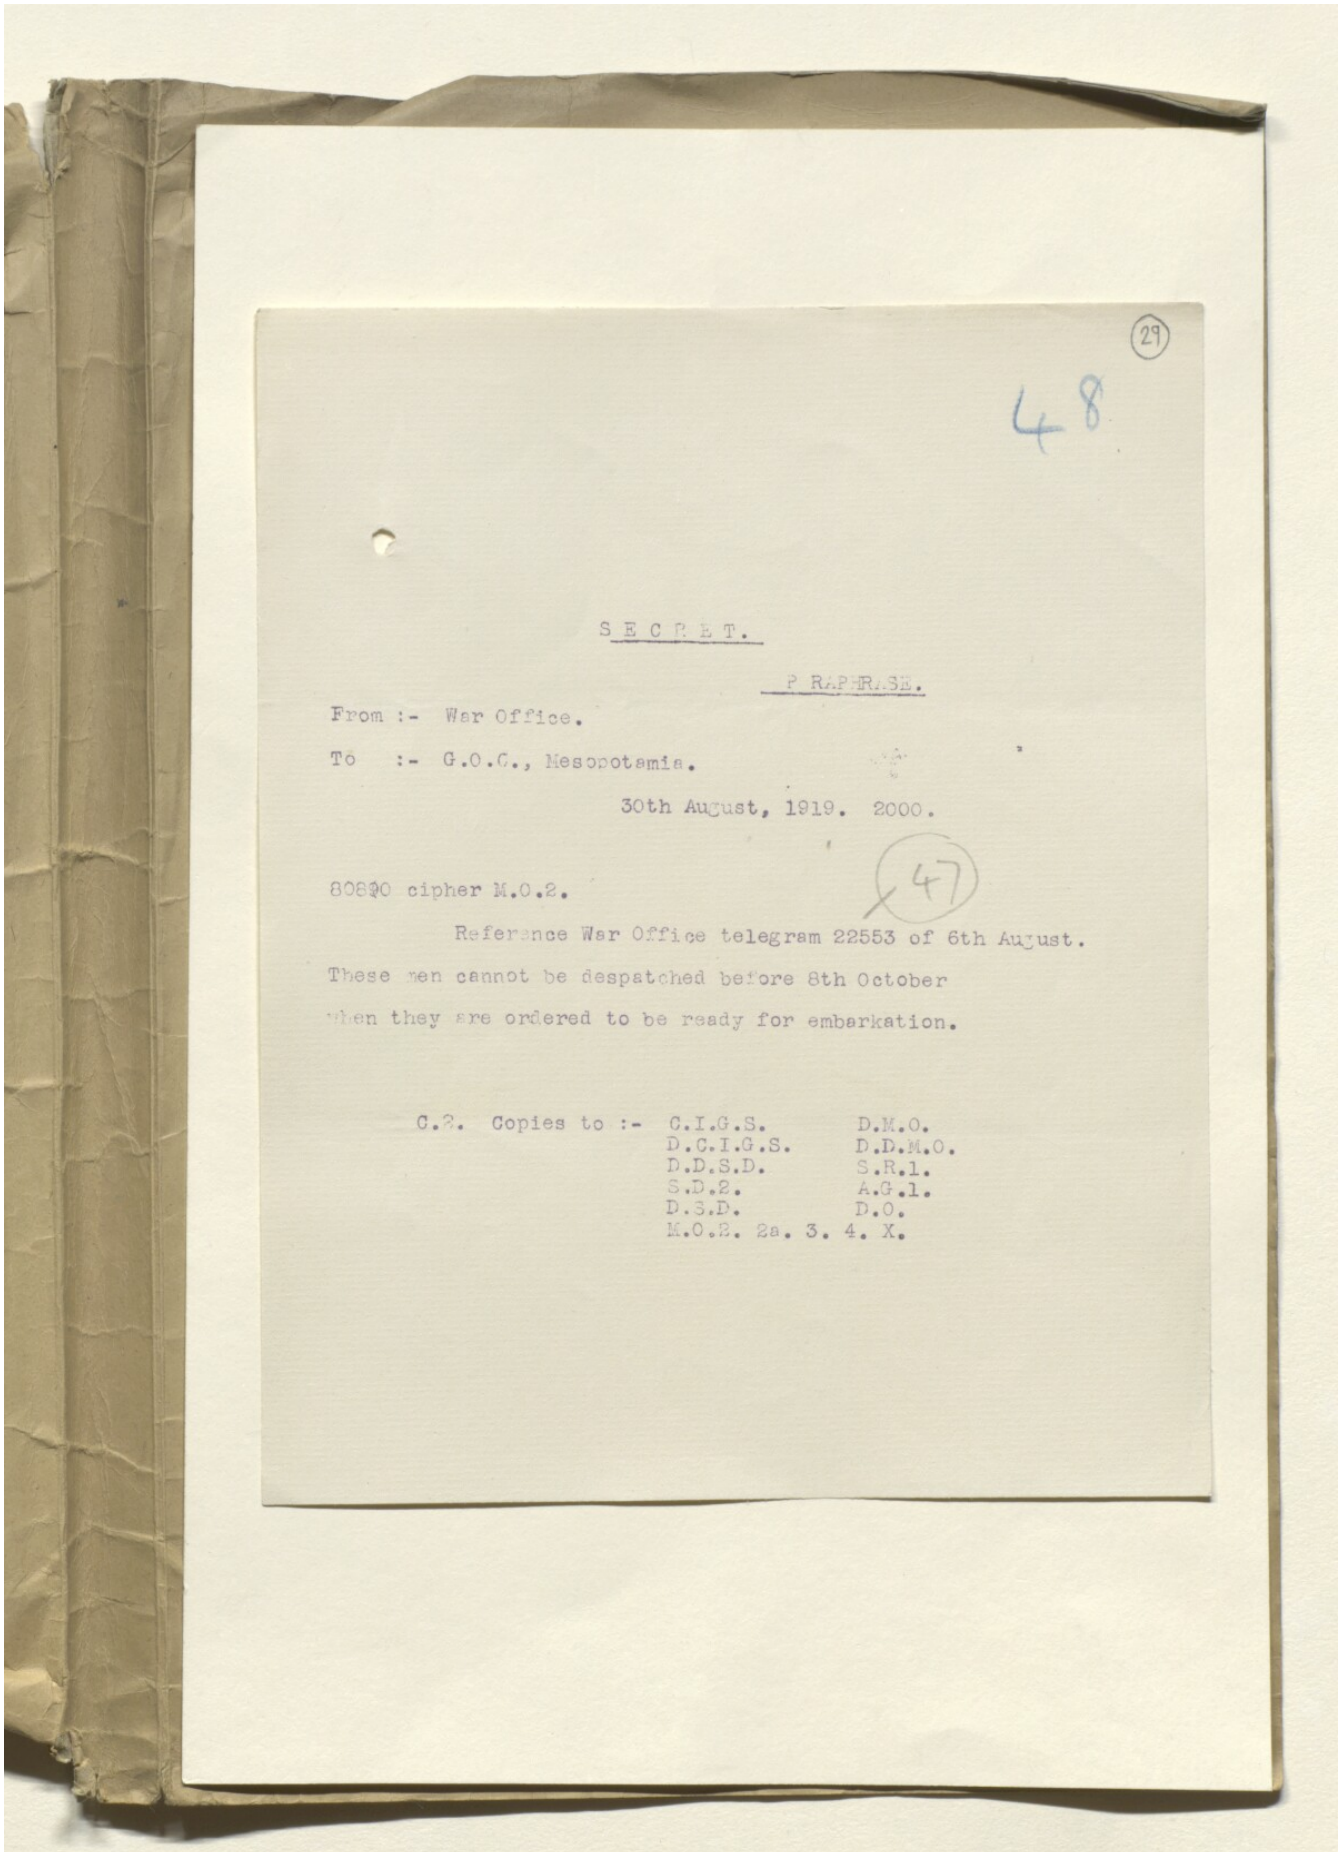 29
48
SECRET.
P RAPHRASE.
From :- War Office.
To :- G.O.C., Mesopotamia.
30th August, 1919. 2000.
47
cipher M.O.2.
Reference War Office telegram 22553 of 6th August.
These men cannot be despatched before 8th October
when they are ordered to be ready for embarkation.
C.2. Copies to :- C.I.G.S. D.M.O.
D.C.I.G.S. D.D.M.O.
D.D.S.D. S.R.1.
S.D.2. A.G.1.
D.S.D. D.O.
M.O.2. 2a. 3. 4. X.